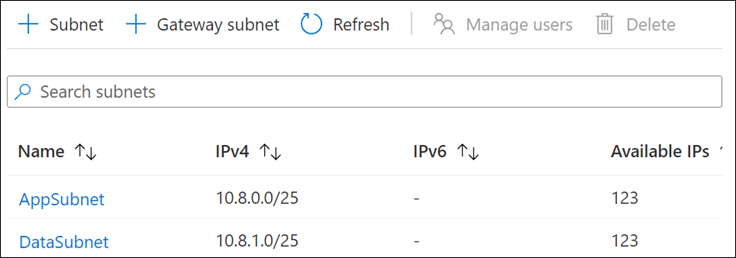 + Subnet + Gateway subnet Refresh Manage users Delete
Search subnets
Name ↑↓ IPv4 ↑↓ IPv6 ↑↓ Available IPs ↑
AppSubnet 10.8.0.0/25 - 123
DataSubnet 10.8.1.0/25 - 123